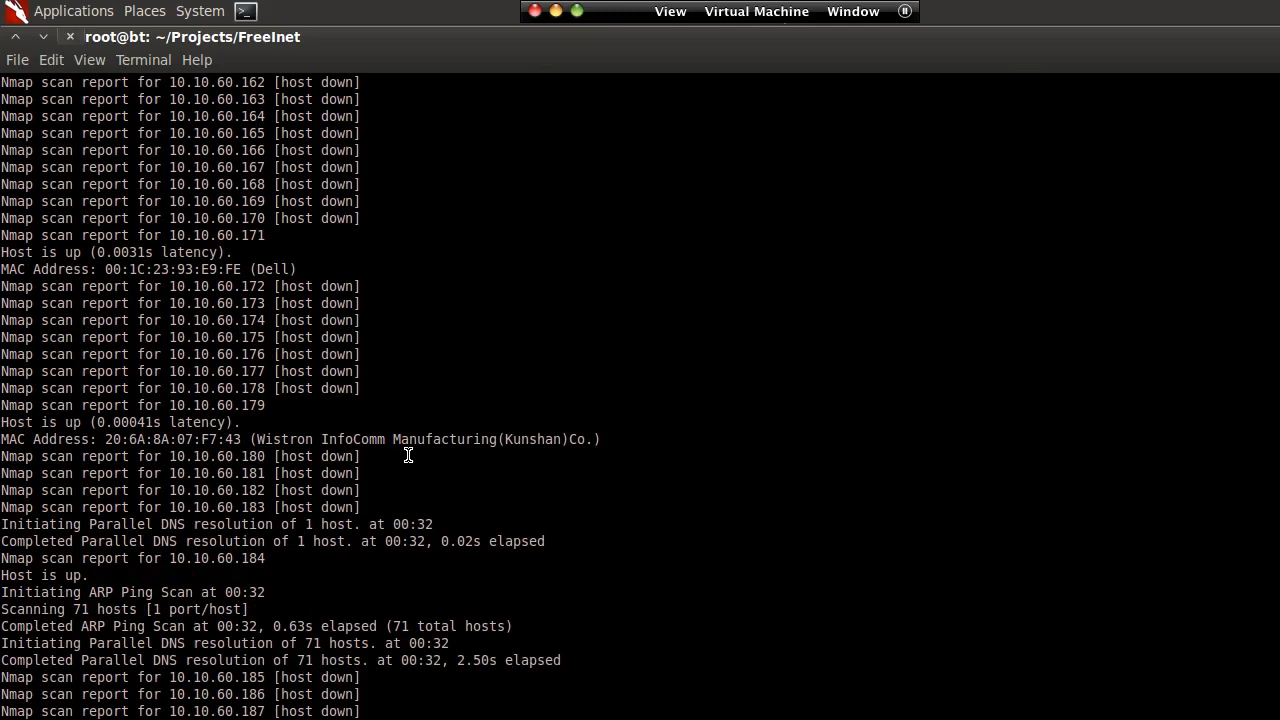 Applications Places System
View Virtual Machine Window
root@bt: ~/Projects/FreeInet
File Edit View Terminal Help
Nmap scan report for 10.10.60.162 [host down]
Nmap scan report for 10.10.60.163 [host down]
Nmap scan report for 10.10.60.164 [host down]
Nmap scan report for 10.10.60.165 [host down]
Nmap scan report for 10.10.60.166 [host down]
Nmap scan report for 10.10.60.167 [host down]
Nmap scan report for 10.10.60.168 [host down]
Nmap scan report for 10.10.60.169 [host down]
Nmap scan report for 10.10.60.170 [host down]
Nmap scan report for 10.10.60.171
Host is up (0.0031s latency).
MAC Address: 00:1C:23:93:E9:FE (Dell)
Nmap scan report for 10.10.60.172 [host down]
Nmap scan report for 10.10.60.173 [host down]
Nmap scan report for 10.10.60.174 [host down]
Nmap scan report for 10.10.60.175 [host down]
Nmap scan report for 10.10.60.176 [host down]
Nmap scan report for 10.10.60.177 [host down]
Nmap scan report for 10.10.60.178 [host down]
Nmap scan report for 10.10.60.179
Host is up (0.00041s latency).
MAC Address: 20:6A:8A:07:F7:43 (Wistron InfoComm Manufacturing(Kunshan)Co.)
Nmap scan report for 10.10.60.180 [host down]
Nmap scan report for 10.10.60.181 [host down]
Nmap scan report for 10.10.60.182 [host down]
Nmap scan report for 10.10.60.183 [host down]
Initiating Parallel DNS resolution of 1 host. at 00:32
Completed Parallel DNS resolution of 1 host. at 00:32, 0.02s elapsed
Nmap scan report for 10.10.60.184
Host is up.
Initiating ARP Ping Scan at 00:32
Scanning 71 hosts [1 port/host]
Completed ARP Ping Scan at 00:32, 0.63s elapsed (71 total hosts)
Initiating Parallel DNS resolution of 71 hosts. at 00:32
Completed Parallel DNS resolution of 71 hosts. at 00:32, 2.50s elapsed
Nmap scan report for 10.10.60.185 [host down]
Nmap scan report for 10.10.60.186 [host down]
Nmap scan report for 10.10.60.187 [host down]